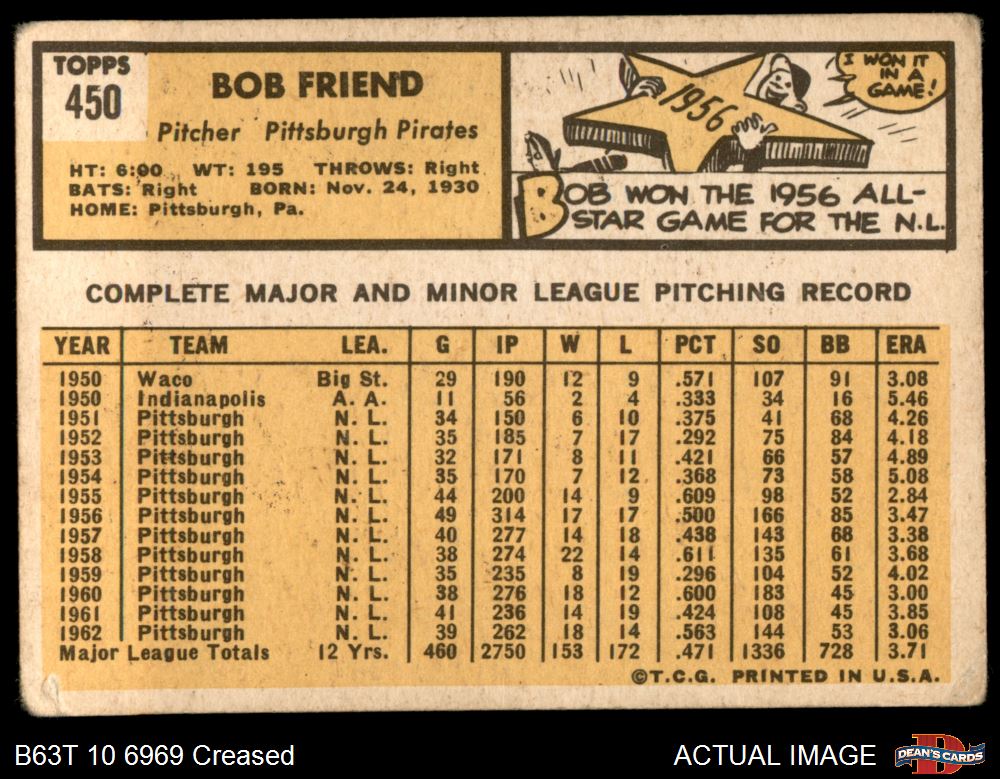 TOPPS
450
BOB FRIEND
Pitcher Pittsburgh Pirates
HT: 6:00 WT: 195 THROWS: Right
BATS: Right BORN: Nov. 24, 1930
HOME: Pittsburgh, Pa.
1956
I WON IT
IN A
GAME!
BOB WON THE 1956 ALL-
STAR GAME FOR THE N.L.
COMPLETE MAJOR AND MINOR LEAGUE PITCHING RECORD
YEAR TEAM LEA. G IP W L PCT SO BB ERA
1950 Waco Big St. 29 190 12 9 .571 107 91 3.08
1950 Indianapolis A. A. 11 56 2 4 .333 34 16 5.46
1951 Pittsburgh N. L. 34 150 6 10 .375 41 68 4.26
1952 Pittsburgh N. L. 35 185 7 17 .292 75 84 4.18
1953 Pittsburgh N. L. 32 171 8 11 .421 66 57 4.89
1954 Pittsburgh N. L. 35 170 7 12 .368 73 58 5.08
1955 Pittsburgh N. L. 44 200 14 9 .609 98 52 2.84
1956 Pittsburgh N. L. 49 314 17 17 .500 166 85 3.47
1957 Pittsburgh N. L. 40 277 14 18 .438 143 68 3.38
1958 Pittsburgh N. L. 38 274 22 14 .611 135 61 3.68
1959 Pittsburgh N. L. 35 235 8 19 .296 104 52 4.02
1960 Pittsburgh N. L. 38 276 18 12 .600 183 45 3.00
1961 Pittsburgh N. L. 41 236 14 19 .424 108 45 3.85
1962 Pittsburgh N. L. 39 262 18 14 .563 144 53 3.06
Major League Totals 12 Yrs. 460 2750 153 172 .471 1336 728 3.71
©T.C.G. PRINTED IN U.S.A.
B63T 10 6969 Creased
ACTUAL IMAGE
DEAN'S CARDS